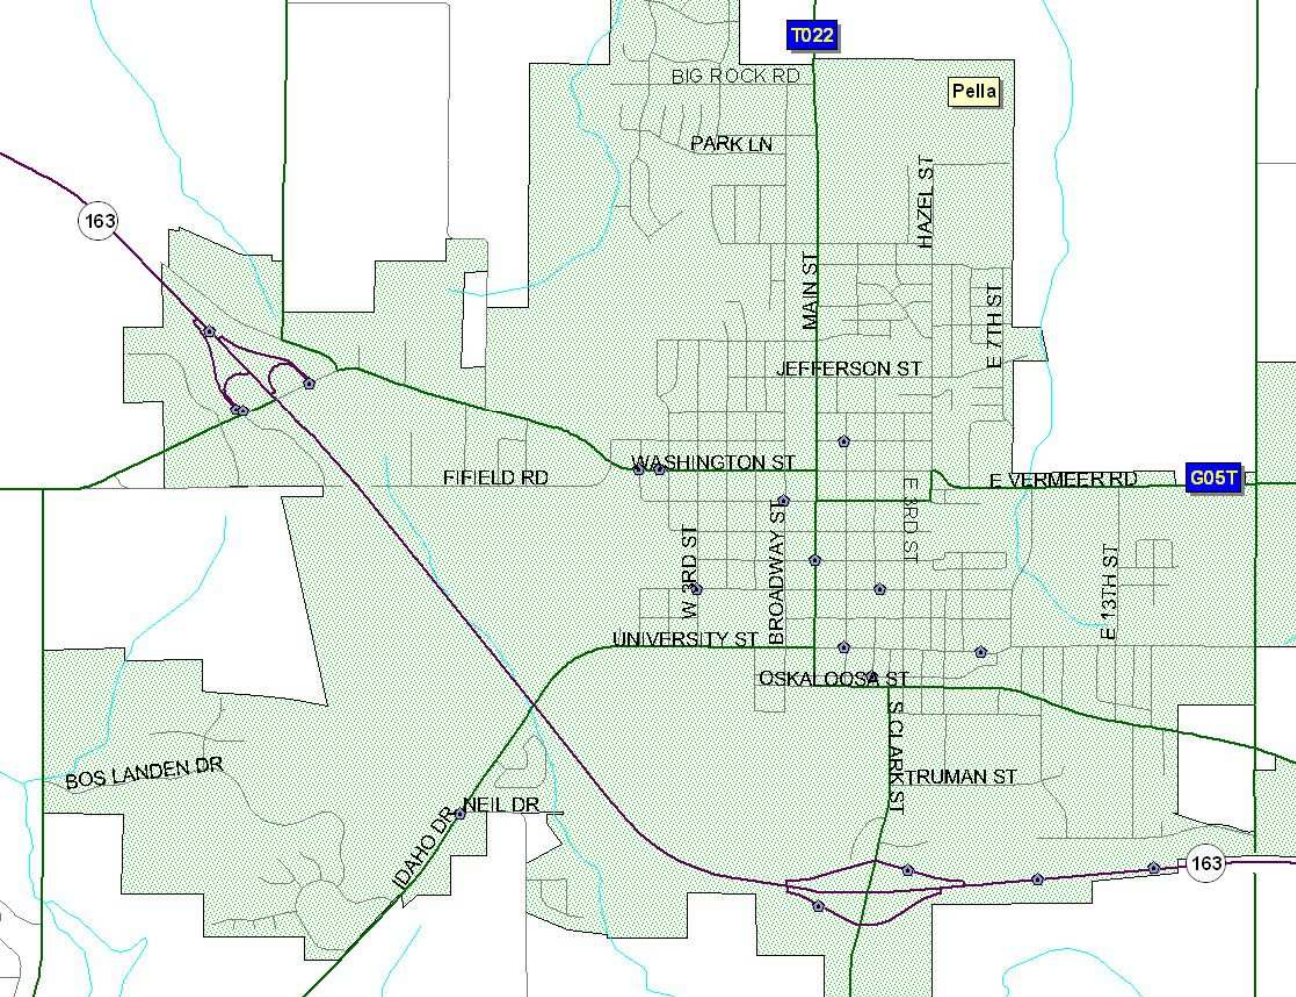 T022
BIG ROCK RD
Pella
PARK LN
HAZEL ST
163
MAIN ST
E 7TH ST
JEFFERSON ST
WASHINGTON ST
FIFIELD RD
E VERMEER RD
G05T
E 3RD ST
BROADWAY ST
W 3RD ST
E 13TH ST
UNIVERSITY ST
OSKALOOSA ST
S CLARK ST
BOS LANDEN DR
TRUMAN ST
NEIL DR
IDAHO DR
163